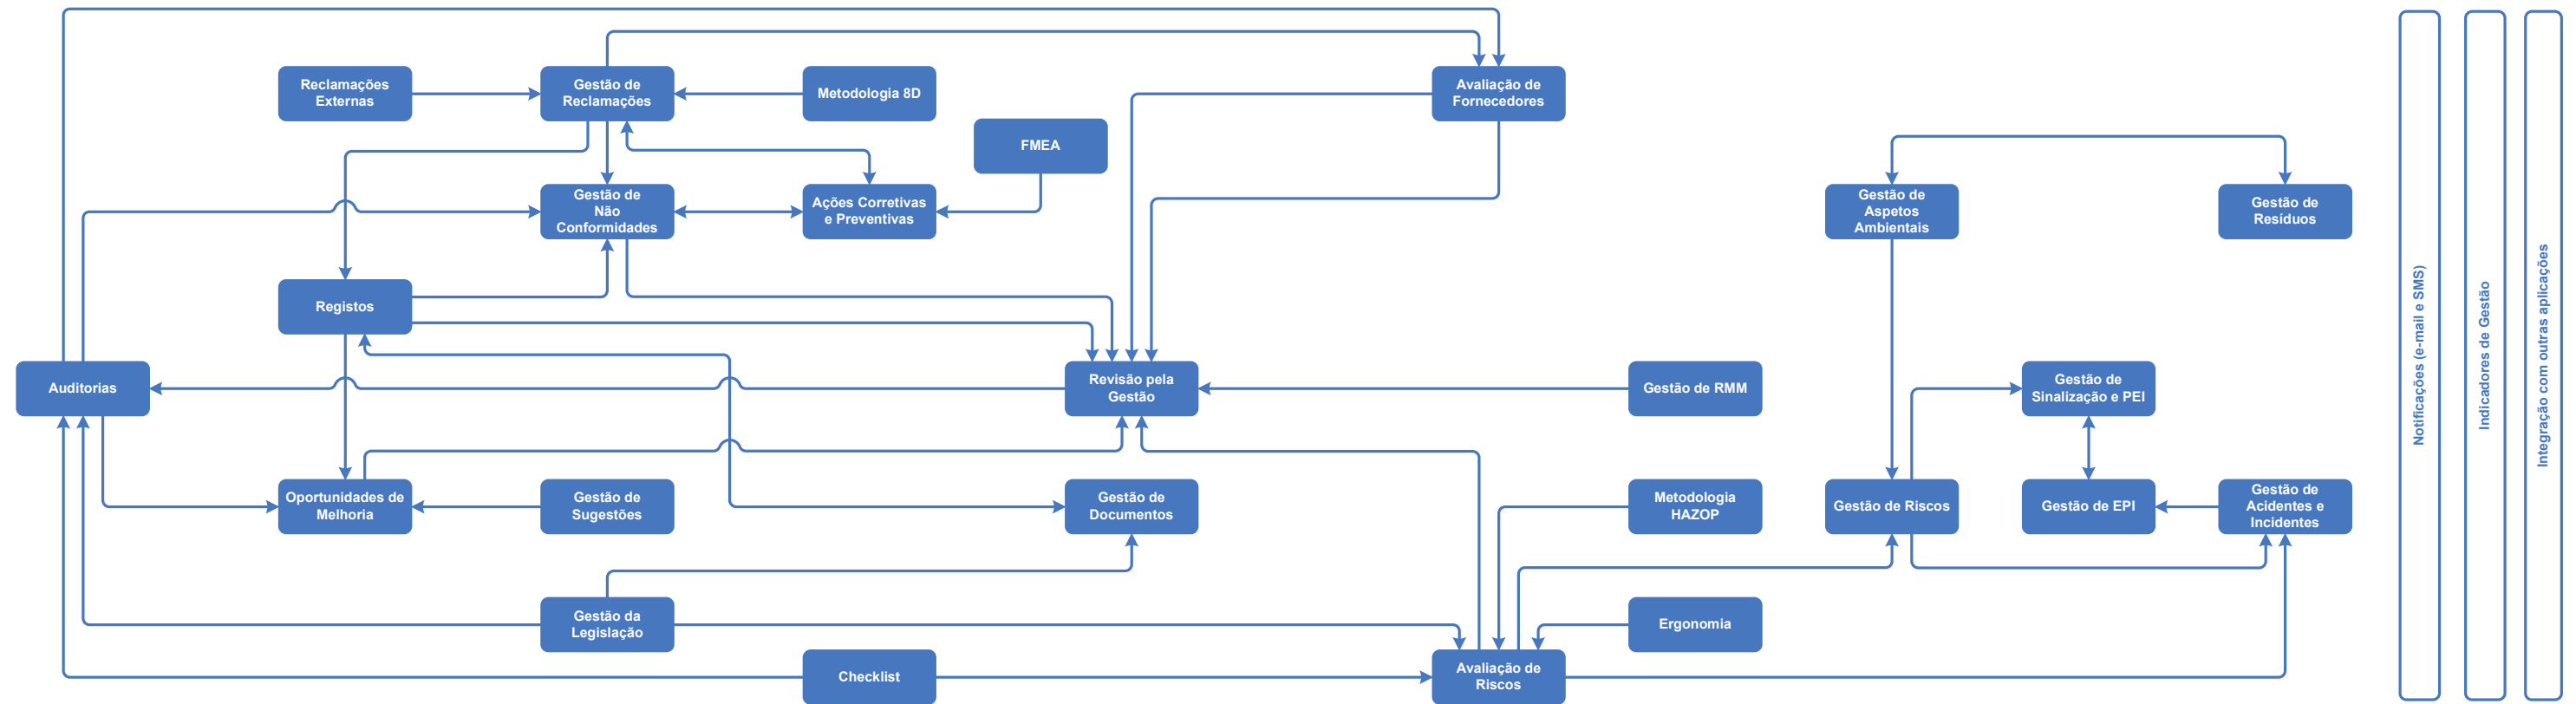 Reclamações
Externas
Gestão de
Reclamações
Metodologia 8D
Avaliação de
Fornecedores
FMEA
Gestão de
Não
Conformidades
Ações Corretivas
e Preventivas
Gestão de
Aspetos
Ambientais
Gestão de
Resíduos
Registos
Auditorias
Revisão pela
Gestão
Gestão de RMM
Gestão de
Sinalização e PEI
Oportunidades de
Melhoria
Gestão de
Sugestões
Gestão de
Documentos
Metodologia
HAZOP
Gestão de Riscos
Gestão de EPI
Gestão de
Acidentes e
Incidentes
Gestão da
Legislação
Ergonomia
Checklist
Avaliação de
Riscos
Notificações (e-mail e SMS)
Indicadores de Gestão
Integração com outras aplicações